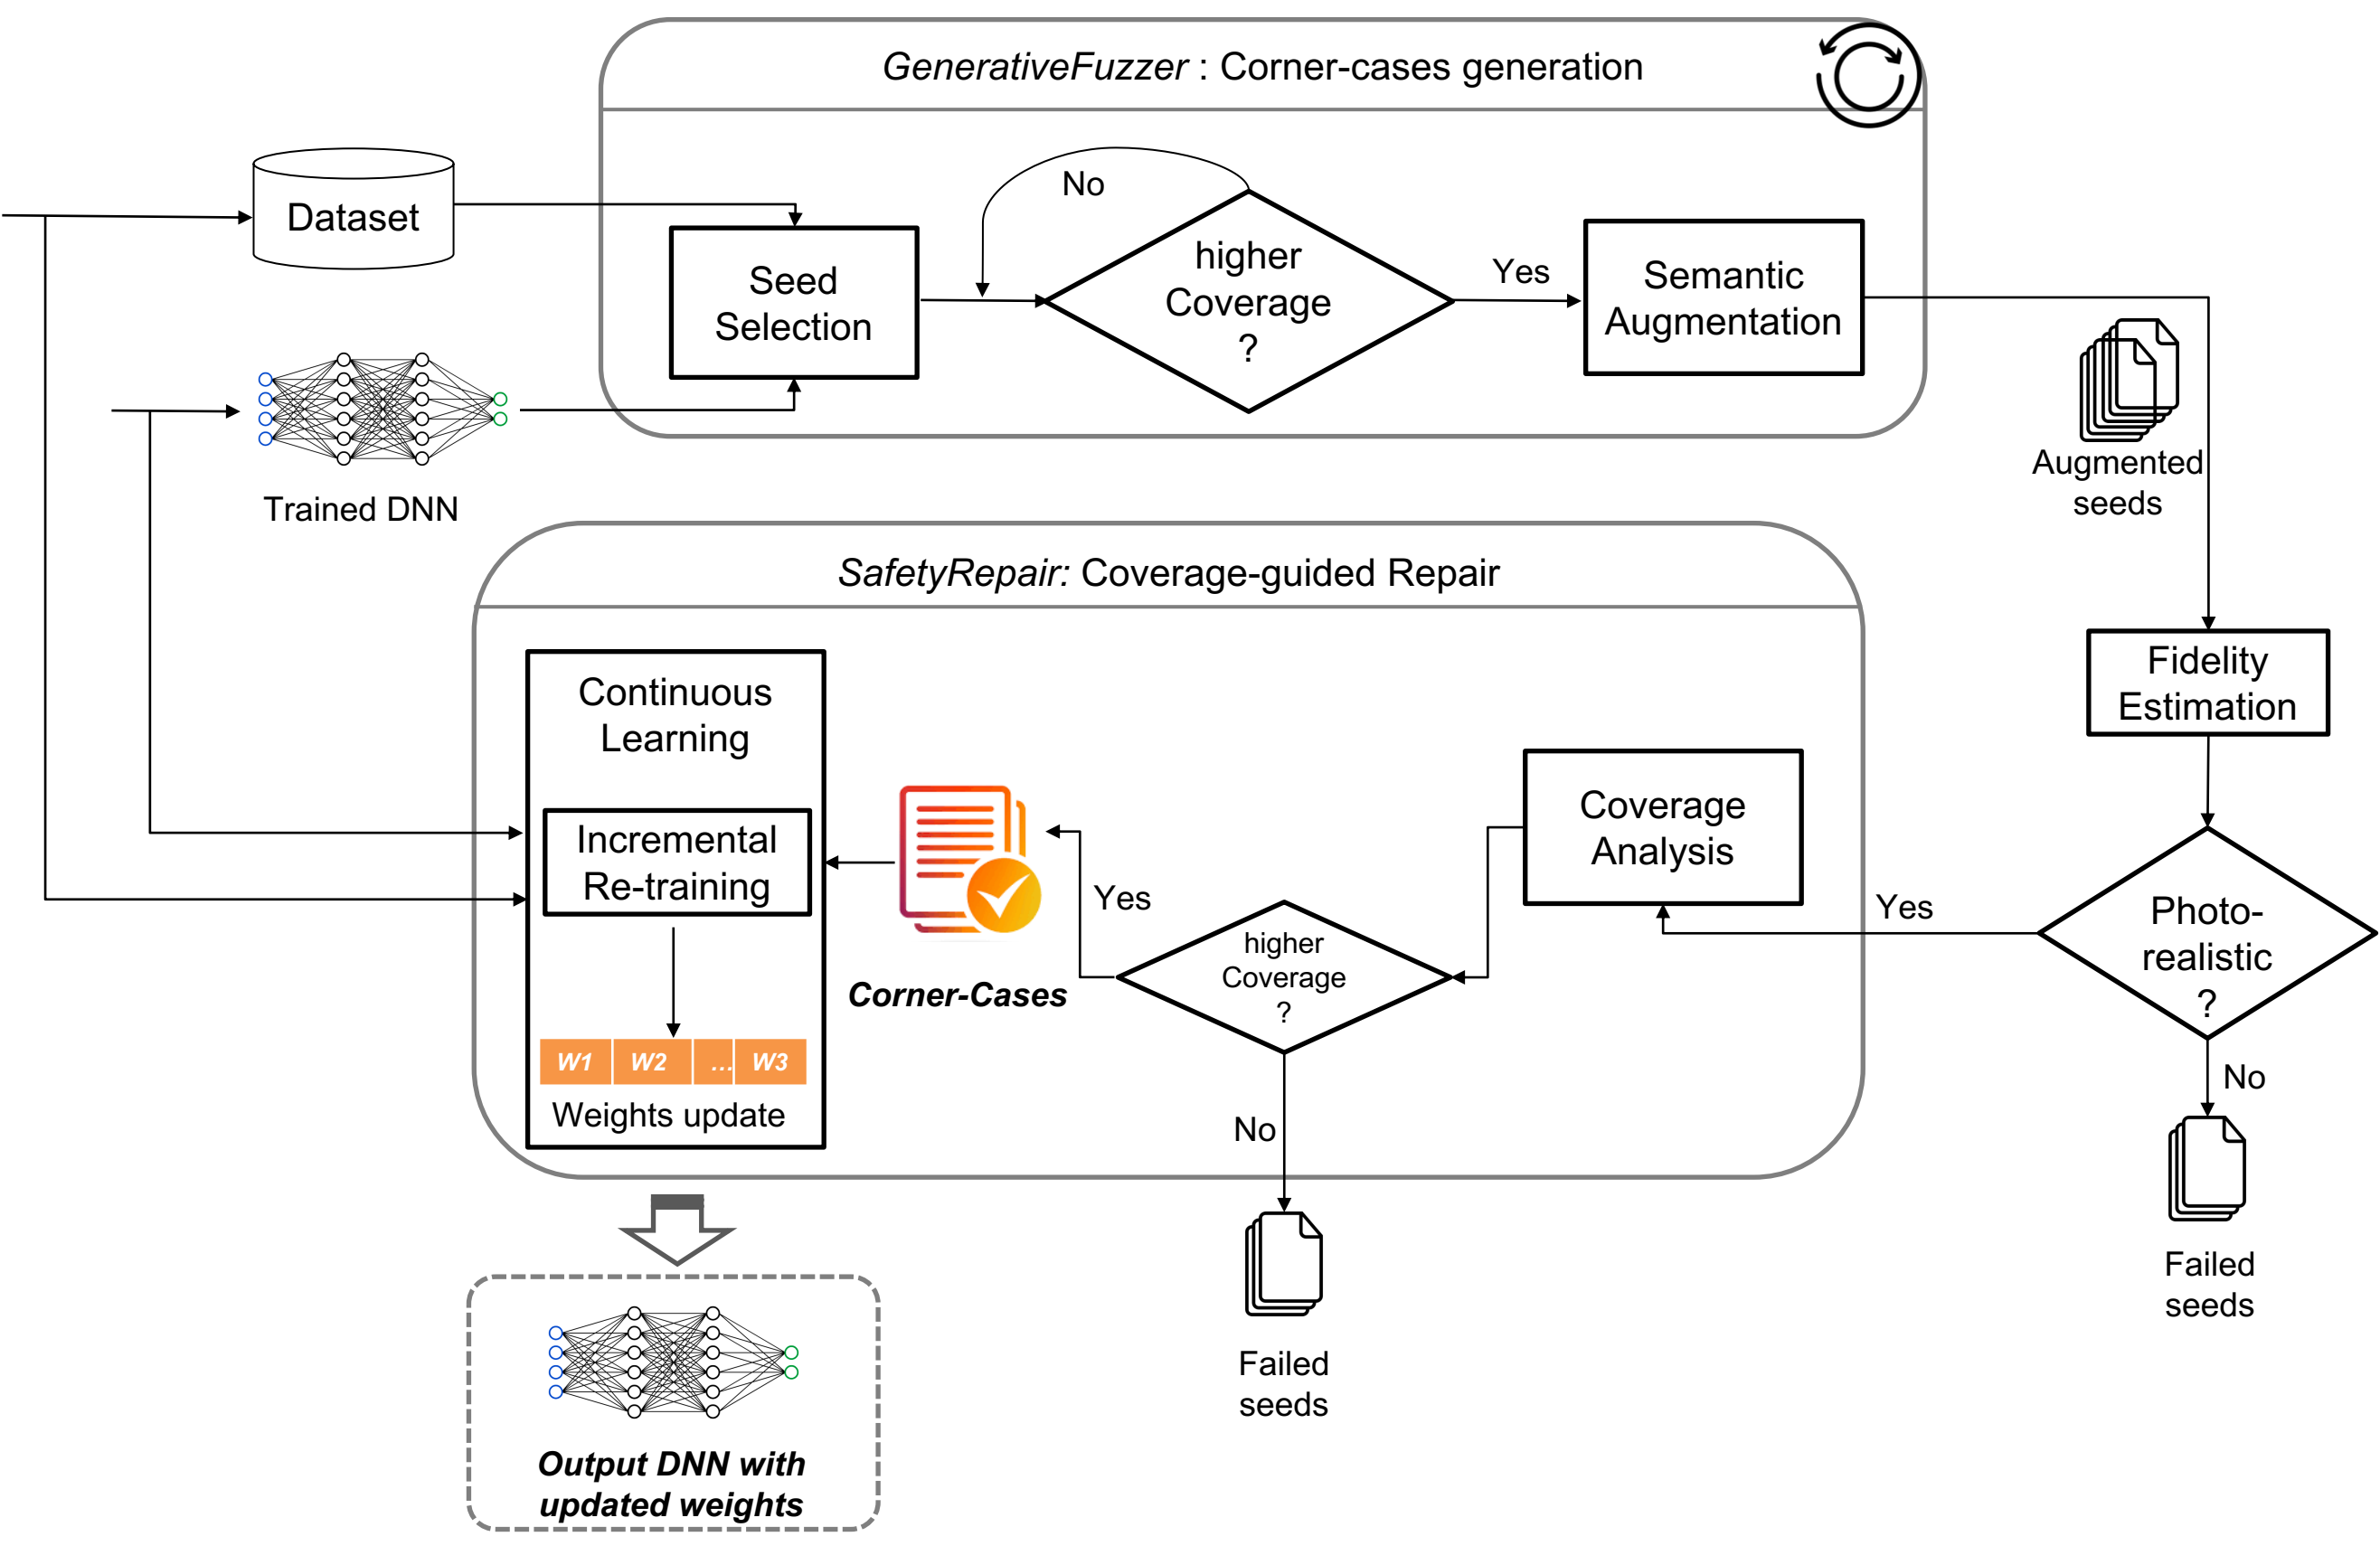 GenerativeFuzzer : Corner-cases generation
Dataset
No
Seed
Selection
higher
Coverage
?
Yes
Semantic
Augmentation
Augmented
seeds
Trained DNN
SafetyRepair: Coverage-guided Repair
Fidelity
Estimation
Continuous
Learning
Incremental
Re-training
W1 W2 ... W3
Weights update
Corner-Cases
Yes
higher
Coverage
?
No
Coverage
Analysis
Yes
Photo-
realistic
?
No
Failed
seeds
Failed
seeds
Output DNN with
updated weights